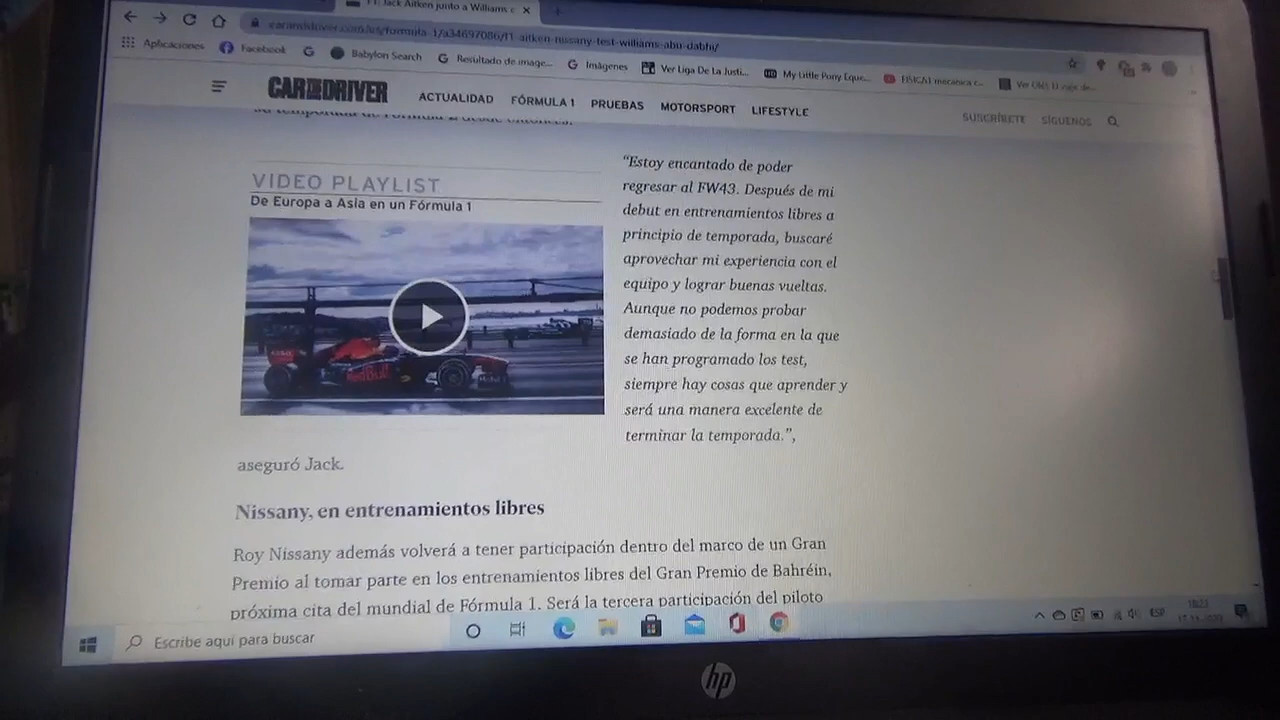 F1: Jack Aitken junto a Williams e
caranddriver.com/es/formula-1/a34697086/f1-aitken-nissany-test-williams-abu-dabhi/
Aplicaciones
Facebook
Babylon Search
Resultado de image...
Imágenes
Ver Liga De La Justi...
My Little Pony Eque...
FISICA1 mecánica c...
CAR AND DRIVER
ACTUALIDAD
FÓRMULA 1
PRUEBAS
MOTORSPORT
LIFESTYLE
SUSCRÍBETE
SÍGUENOS
VIDEO PLAYLIST
De Europa a Asia en un Fórmula 1
Red Bull
“Estoy encantado de poder
regresar al FW43. Después de mi
debut en entrenamientos libres a
principio de temporada, buscaré
aprovechar mi experiencia con el
equipo y lograr buenas vueltas.
Aunque no podemos probar
demasiado de la forma en la que
se han programado los test,
siempre hay cosas que aprender y
será una manera excelente de
terminar la temporada.”,
aseguró Jack.
Nissany, en entrenamientos libres
Roy Nissany además volverá a tener participación dentro del marco de un Gran
Premio al tomar parte en los entrenamientos libres del Gran Premio de Bahréin,
próxima cita del mundial de Fórmula 1. Será la tercera participación del piloto
Escribe aquí para buscar
ESP
hp